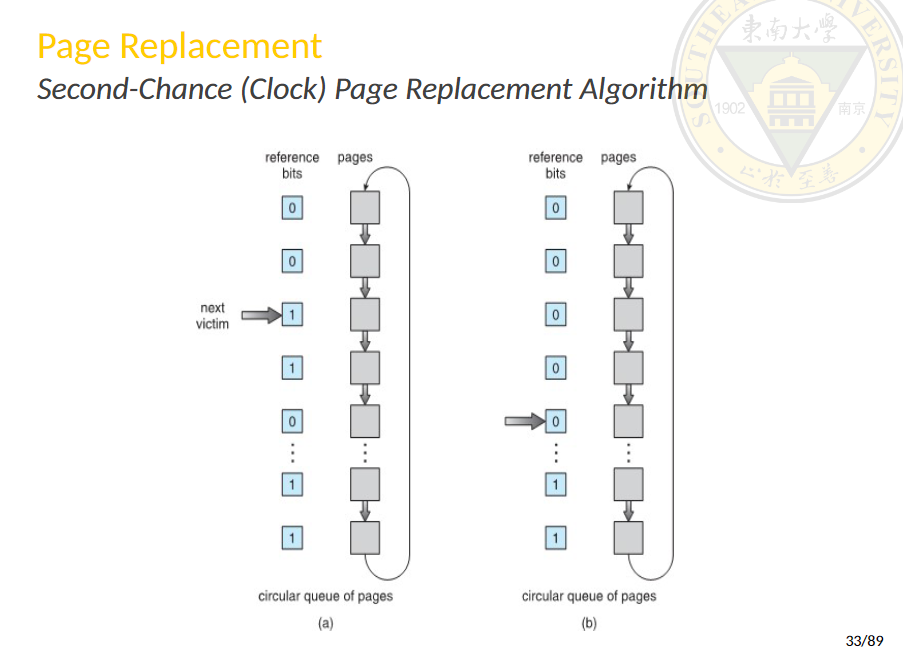 Page Replacement
Second-Chance (Clock) Page Replacement Algorithm
SOUTHEAST UNIVERSITY
東南大學
1902
南京
reference
bits
pages
0
0
next
victim
1
1
0
1
1
circular queue of pages
(a)
reference
bits
pages
0
0
0
0
0
1
1
circular queue of pages
(b)
33/89